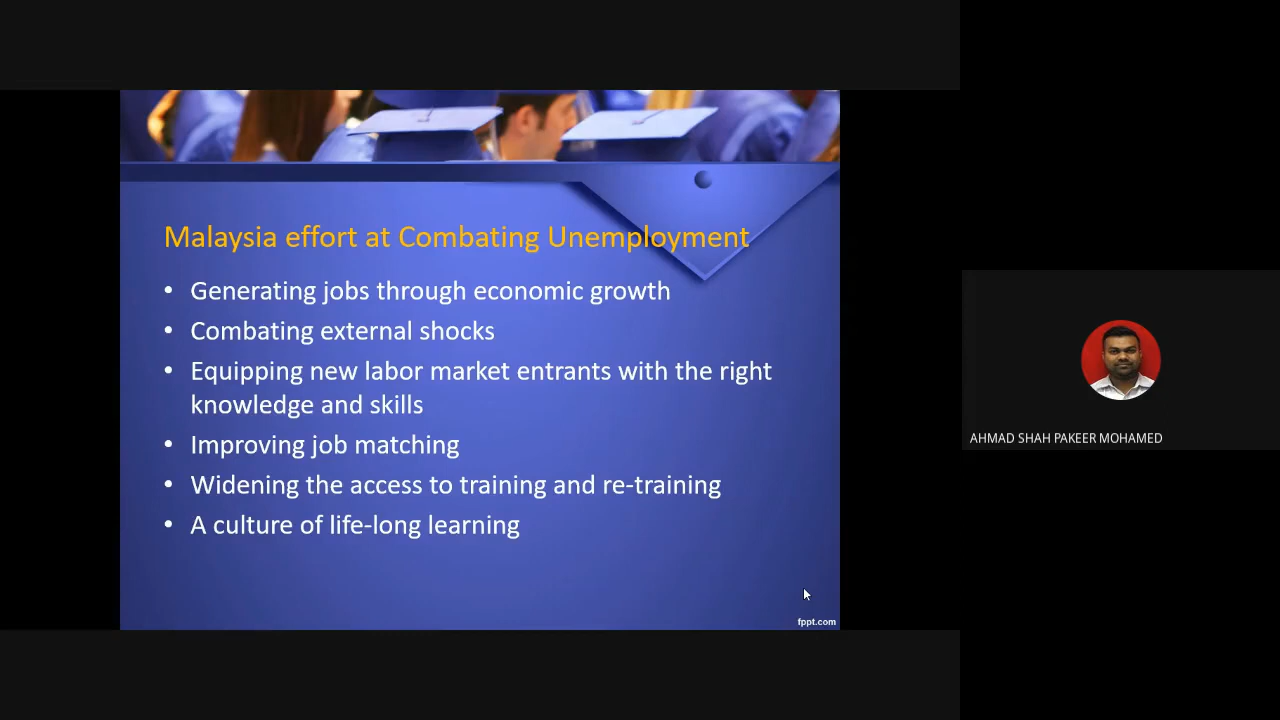 Malaysia effort at Combating Unemployment
• Generating jobs through economic growth
• Combating external shocks
• Equipping new labor market entrants with the right
knowledge and skills
• Improving job matching
• Widening the access to training and re-training
• A culture of life-long learning
fppt.com
AHMAD SHAH PAKEER MOHAMED